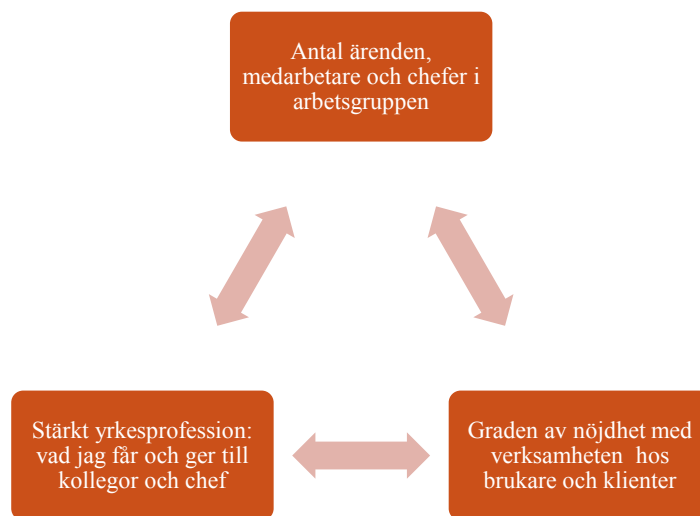 Antal ärenden,
medarbetare och chefer i
arbetsgruppen
Stärkt yrkesprofession:
vad jag får och ger till
kollegor och chef
Graden av nöjdhet med
verksamheten  hos
brukare och klienter